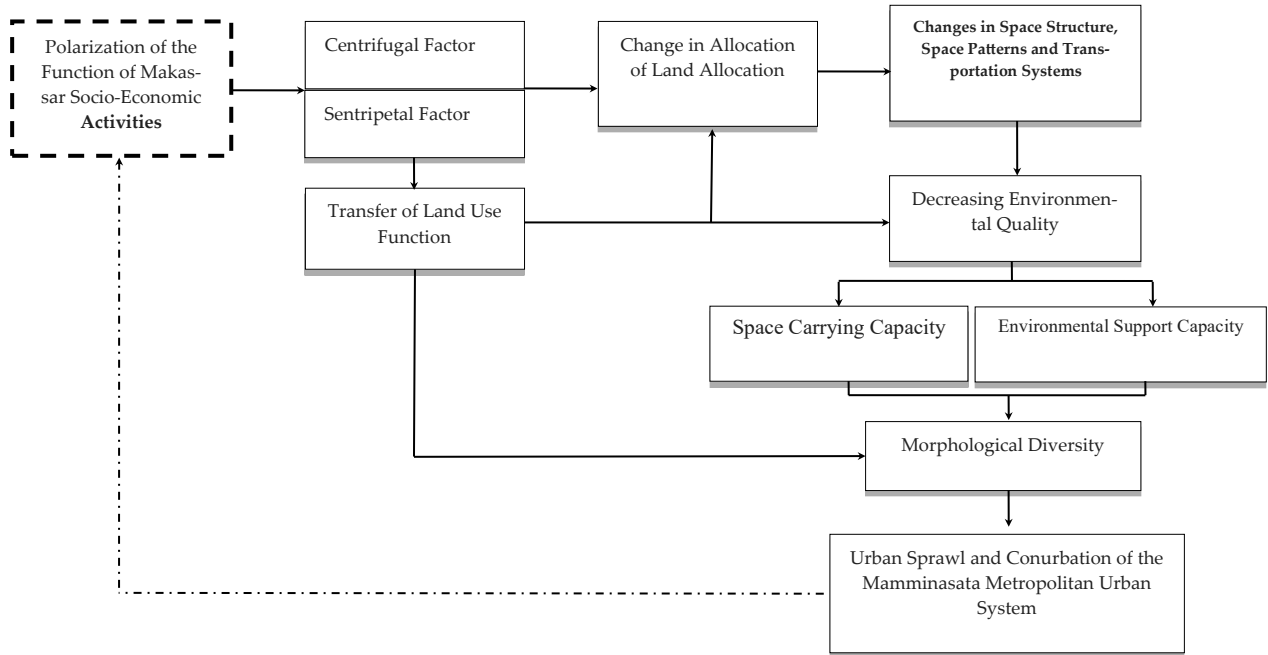 Polarization of the
Function of Makas-
sar Socio-Economic
Activities
Centrifugal Factor
Sentripetal Factor
Change in Allocation
of Land Allocation
Changes in Space Structure,
Space Patterns and Trans-
portation Systems
Transfer of Land Use
Function
Decreasing Environmen-
tal Quality
Space Carrying Capacity
Environmental Support Capacity
Morphological Diversity
Urban Sprawl and Conurbation of the
Mamminasata Metropolitan Urban
System